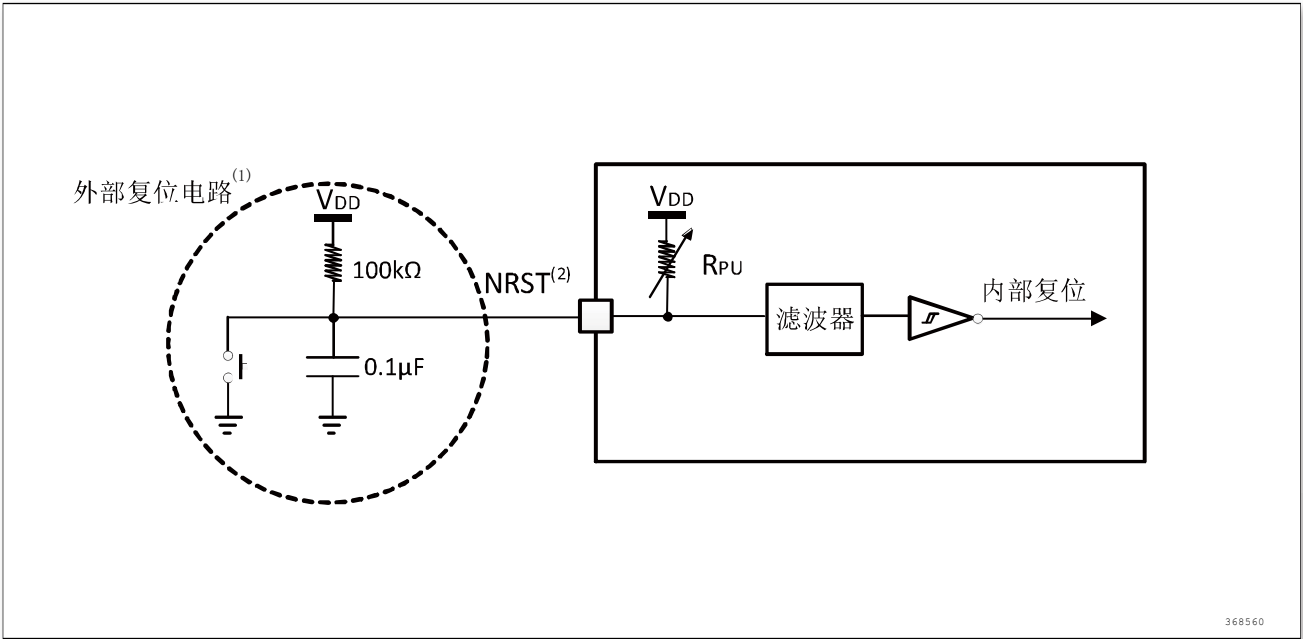 外部复位电路(1)
VDD
100kΩ
0.1μF
NRST(2)
VDD
RPU
滤波器
内部复位
368560